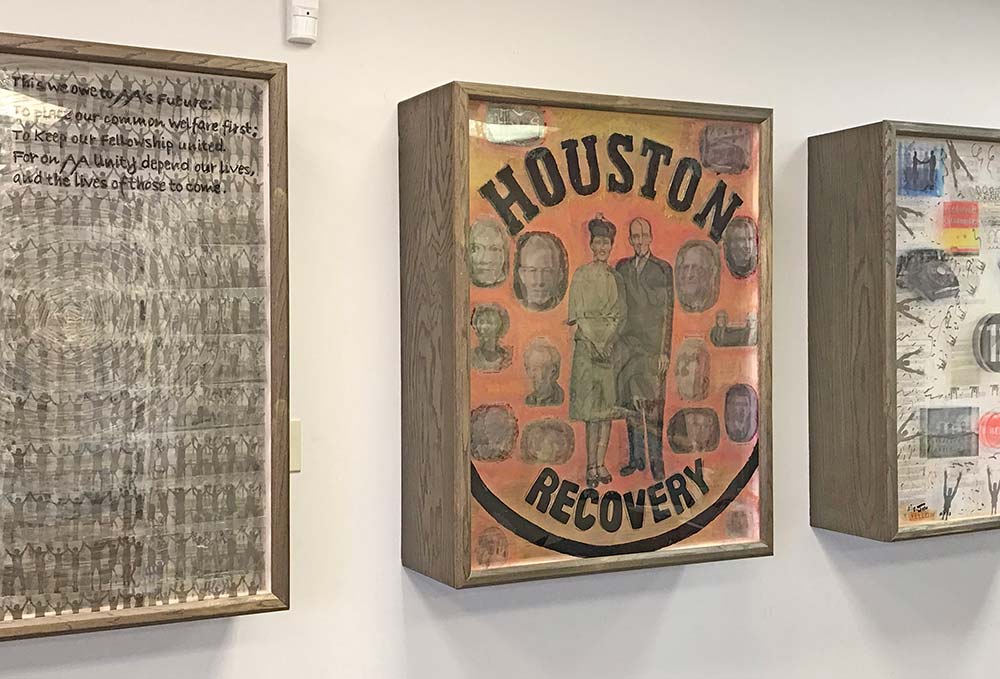 This we owe to AA's Future:
To place our common welfare first;
To Keep our Fellowship united.
For on AA Unity depend our lives,
and the lives of those to come.
HOUSTON
RECOVERY